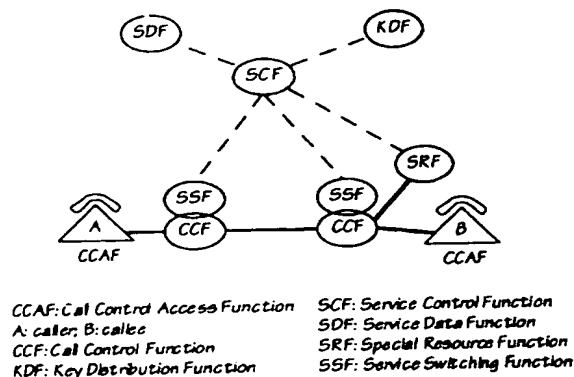 SDF
KDF
SCF
SRF
SSF
SSF
A
CCF
CCF
B
CCAF
CCAF
CCAF: Call Control Access Function
A: caller; B: callee
CCF: Call Control Function
KDF: Key Distribution Function
SCF: Service Control Function
SDF: Service Data Function
SRF: Special Resource Function
SSF: Service Switching Function